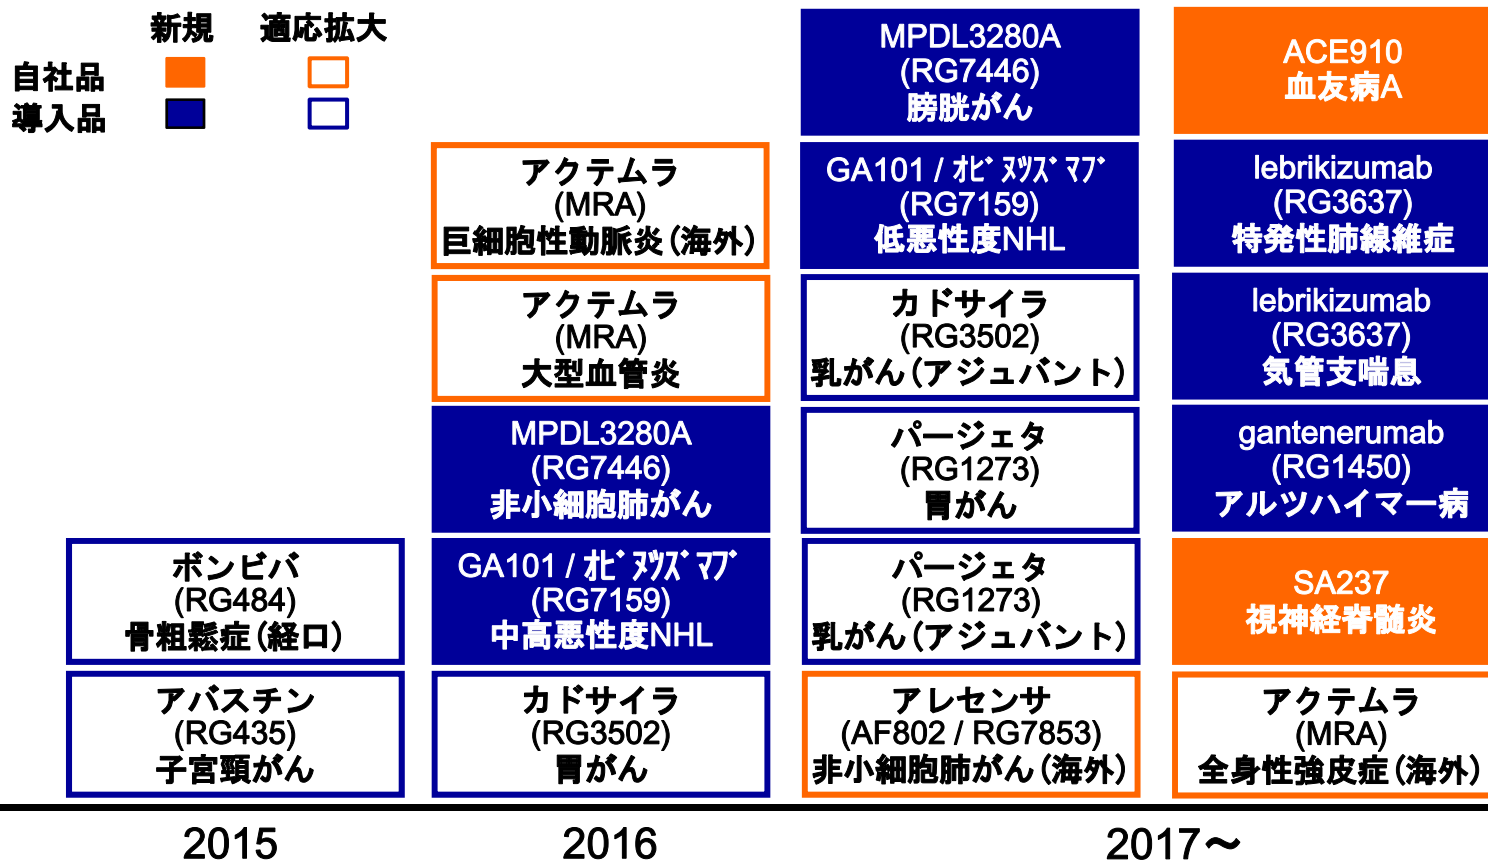 新規 適応拡大
自社品
導入品
ボンビバ
(RG484)
骨粗鬆症(経口)
アバスチン
(RG435)
子宮頸がん
アクテムラ
(MRA)
巨細胞性動脈炎(海外)
アクテムラ
(MRA)
大型血管炎
MPDL3280A
(RG7446)
非小細胞肺がん
GA101 / オビヌツズマブ
(RG7159)
中高悪性度NHL
カドサイラ
(RG3502)
胃がん
MPDL3280A
(RG7446)
膀胱がん
GA101 / オビヌツズマブ
(RG7159)
低悪性度NHL
カドサイラ
(RG3502)
乳がん(アジュバント)
パージェタ
(RG1273)
胃がん
パージェタ
(RG1273)
乳がん(アジュバント)
アレセンサ
(AF802 / RG7853)
非小細胞肺がん(海外)
ACE910
血友病A
lebrikizumab
(RG3637)
特発性肺線維症
lebrikizumab
(RG3637)
気管支喘息
gantenerumab
(RG1450)
アルツハイマー病
SA237
視神経脊髄炎
アクテムラ
(MRA)
全身性強皮症(海外)
2015 2016 2017～